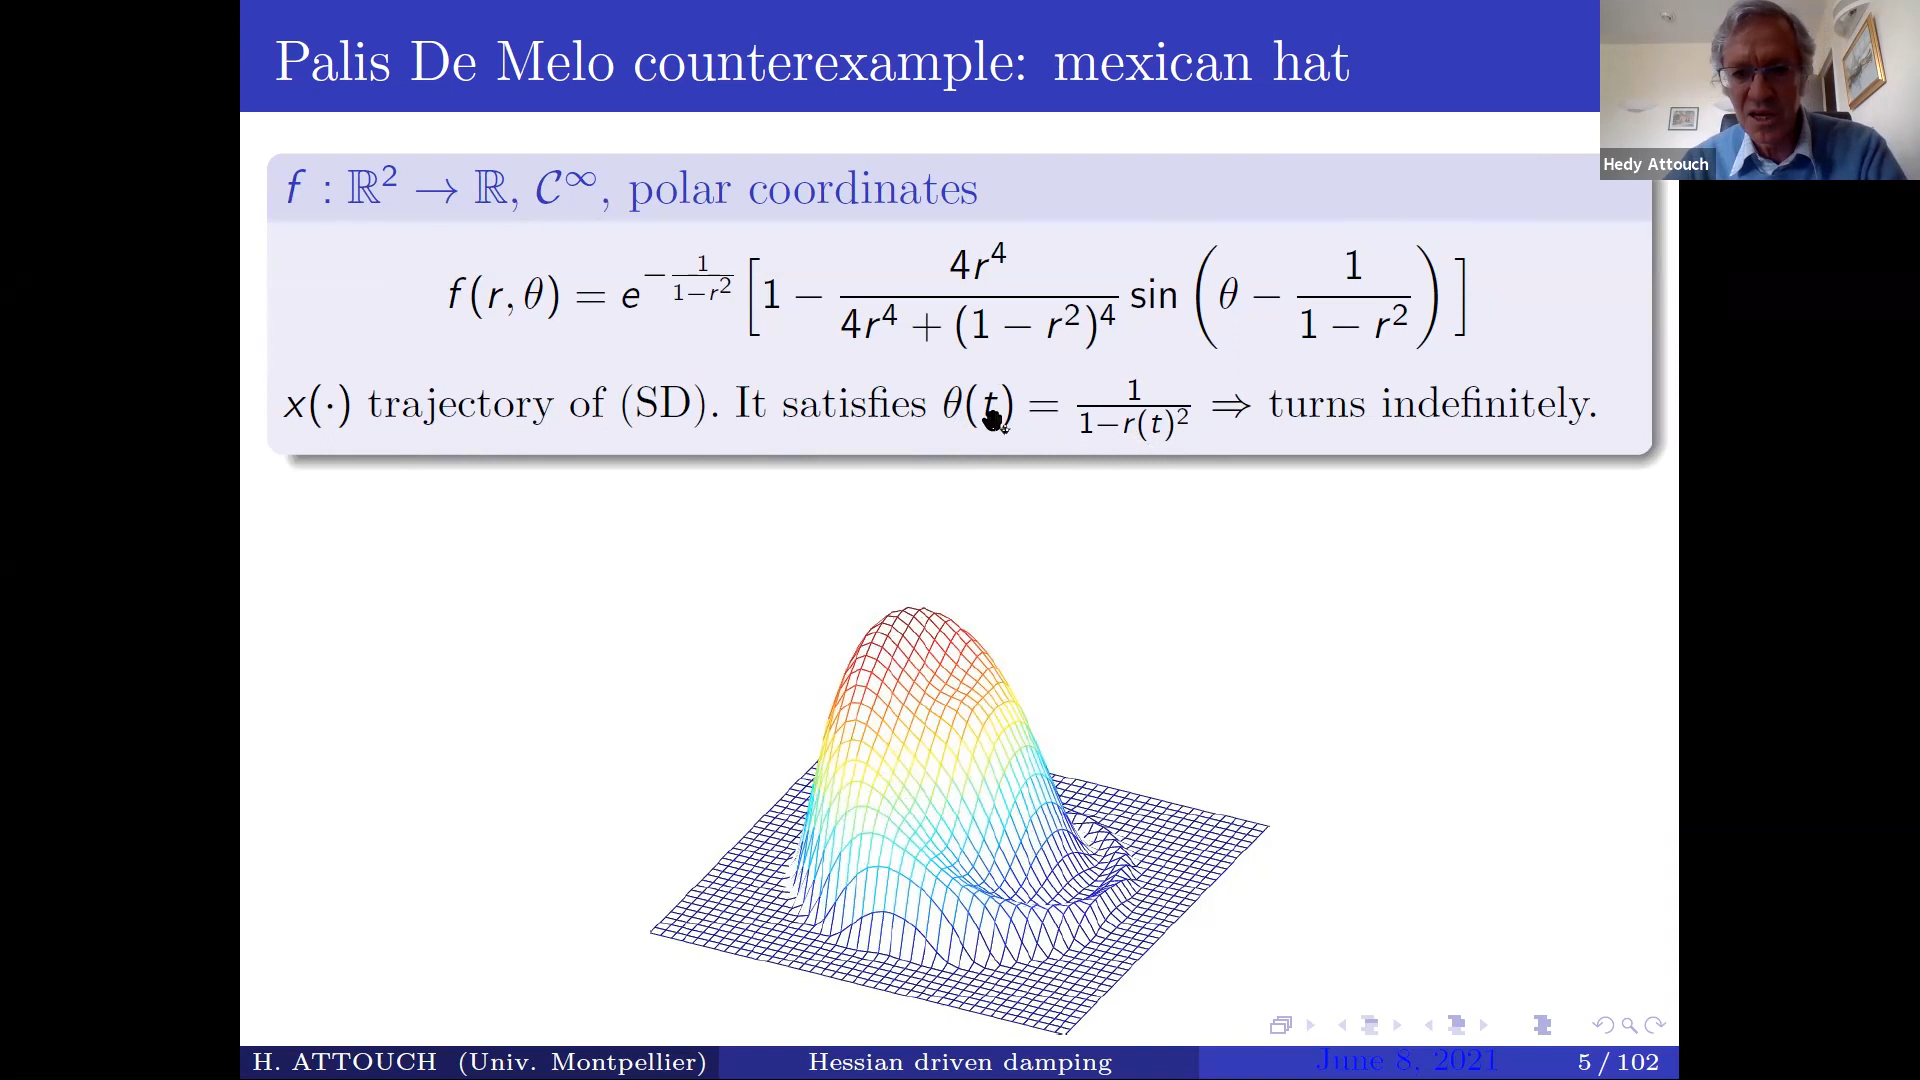 Palis De Melo counterexample: mexican hat
Hedy Attouch
f : ℝ² → ℝ, 𝒞^∞, polar coordinates
f(r, θ) = e^{-\frac{1}{1-r^2}} [1 − \frac{4r^4}{4r^4 + (1 − r^2)^4} sin (θ − \frac{1}{1 − r^2})]
x(·) trajectory of (SD). It satisfies θ(t) = \frac{1}{1−r(t)^2} ⇒ turns indefinitely.
H. ATTOUCH (Univ. Montpellier) Hessian driven damping June 8, 2021 5 / 102